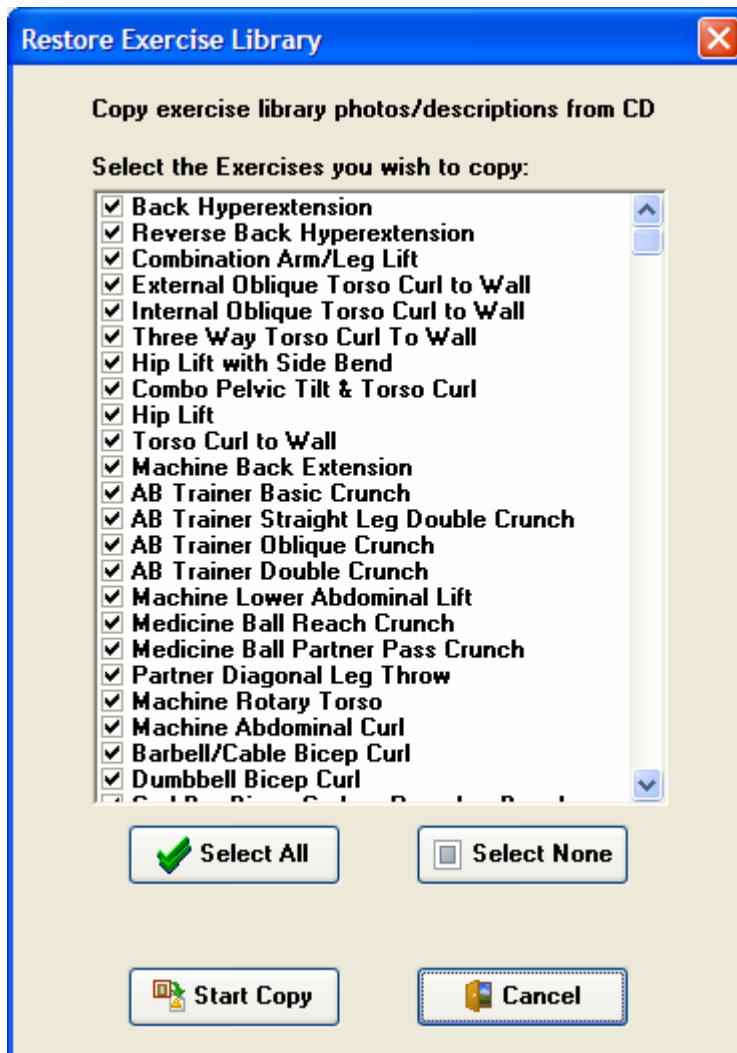 Restore Exercise Library
Copy exercise library photos/descriptions from CD
Select the Exercises you wish to copy:
Back Hyperextension
Reverse Back Hyperextension
Combination Arm/Leg Lift
External Oblique Torso Curl to Wall
Internal Oblique Torso Curl to Wall
Three Way Torso Curl To Wall
Hip Lift with Side Bend
Combo Pelvic Tilt & Torso Curl
Hip Lift
Torso Curl to Wall
Machine Back Extension
AB Trainer Basic Crunch
AB Trainer Straight Leg Double Crunch
AB Trainer Oblique Crunch
AB Trainer Double Crunch
Machine Lower Abdominal Lift
Medicine Ball Reach Crunch
Medicine Ball Partner Pass Crunch
Partner Diagonal Leg Throw
Machine Rotary Torso
Machine Abdominal Curl
Barbell/Cable Bicep Curl
Dumbbell Bicep Curl
Select All
Select None
Start Copy
Cancel